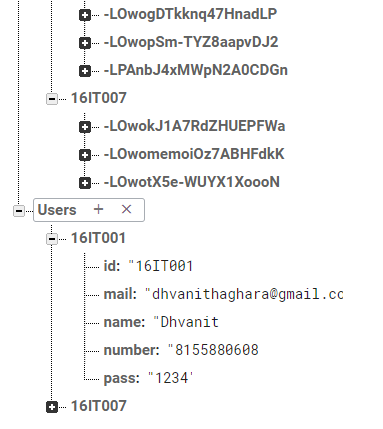 -LOwogDTkknq47HnadLP
-LOwopSm-TYZ8aapvDJ2
-LPAnbJ4xMWpN2A0CDGn
16IT007
-LOwokJ1A7RdZHUEPFWa
-LOwomemoiOz7ABHFdkK
-LOwotX5e-WUYX1XoooN
Users + ×
16IT001
id: "16IT001
mail: "dhvanithaghara@gmail.cc
name: "Dhvanit
number: "8155880608
pass: "1234'
16IT007